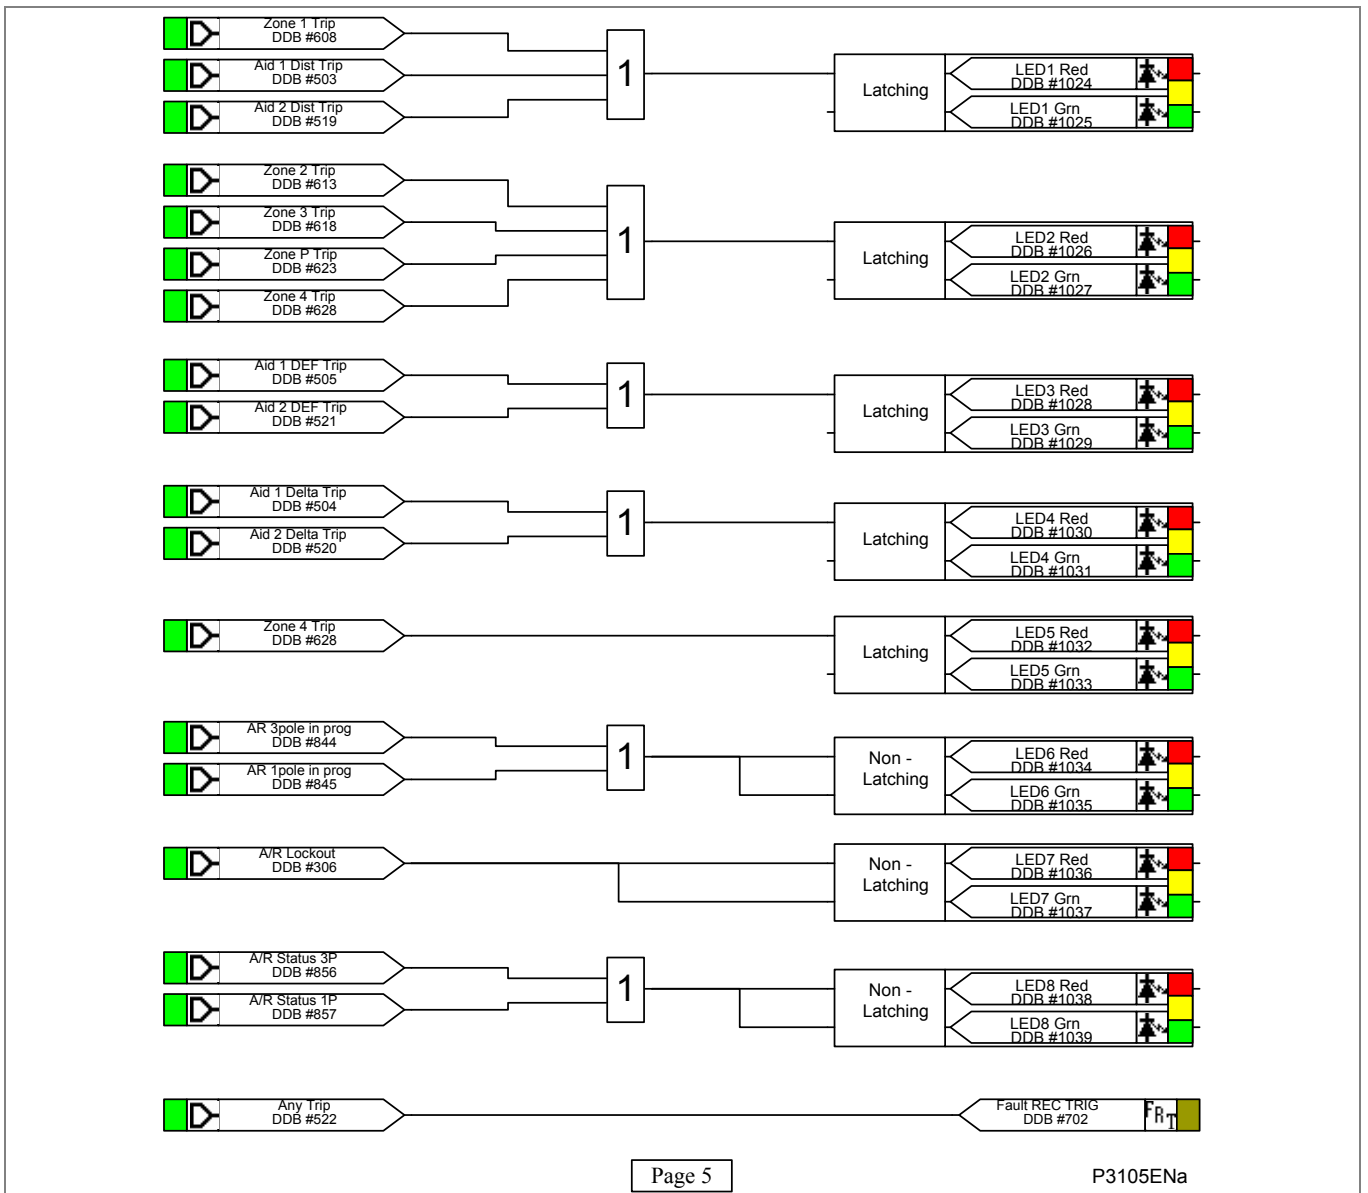 Zone 1 Trip
DDB #608
Aid 1 Dist Trip
DDB #503
Aid 2 Dist Trip
DDB #519
1
Latching
LED1 Red
DDB #1024
LED1 Grn
DDB #1025
Zone 2 Trip
DDB #613
Zone 3 Trip
DDB #618
Zone P Trip
DDB #623
Zone 4 Trip
DDB #628
1
Latching
LED2 Red
DDB #1026
LED2 Grn
DDB #1027
Aid 1 DEF Trip
DDB #505
Aid 2 DEF Trip
DDB #521
1
Latching
LED3 Red
DDB #1028
LED3 Grn
DDB #1029
Aid 1 Delta Trip
DDB #504
Aid 2 Delta Trip
DDB #520
1
Latching
LED4 Red
DDB #1030
LED4 Grn
DDB #1031
Zone 4 Trip
DDB #628
Latching
LED5 Red
DDB #1032
LED5 Grn
DDB #1033
AR 3pole in prog
DDB #844
AR 1pole in prog
DDB #845
1
Non -
Latching
LED6 Red
DDB #1034
LED6 Grn
DDB #1035
A/R Lockout
DDB #306
Non -
Latching
LED7 Red
DDB #1036
LED7 Grn
DDB #1037
A/R Status 3P
DDB #856
A/R Status 1P
DDB #857
1
Non -
Latching
LED8 Red
DDB #1038
LED8 Grn
DDB #1039
Any Trip
DDB #522
Fault REC TRIG
DDB #702
FRT
Page 5
P3105ENa